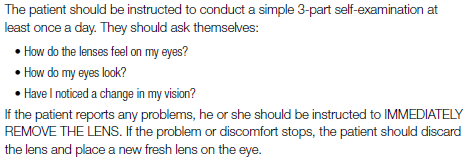 The patient should be instructed to conduct a simple 3-part self-examination at
least once a day. They should ask themselves:
• How do the lenses feel on my eyes?
• How do my eyes look?
• Have I noticed a change in my vision?
If the patient reports any problems, he or she should be instructed to IMMEDIATELY
REMOVE THE LENS. If the problem or discomfort stops, the patient should discard
the lens and place a new fresh lens on the eye.